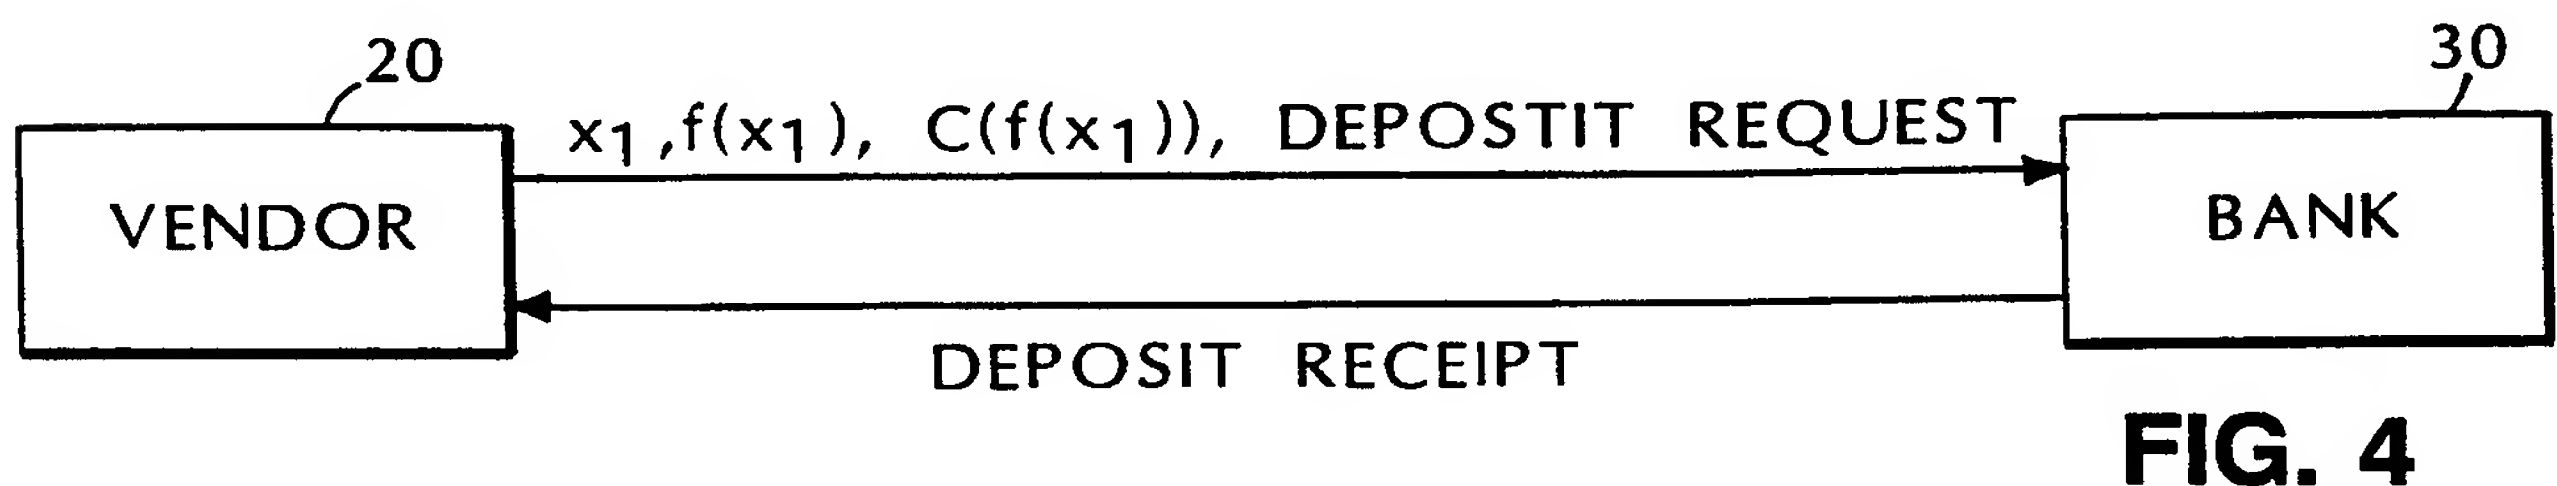 20
30
x1, f(x1), C(f(x1)), DEPOSTIT REQUEST
VENDOR
BANK
DEPOSIT RECEIPT
FIG. 4